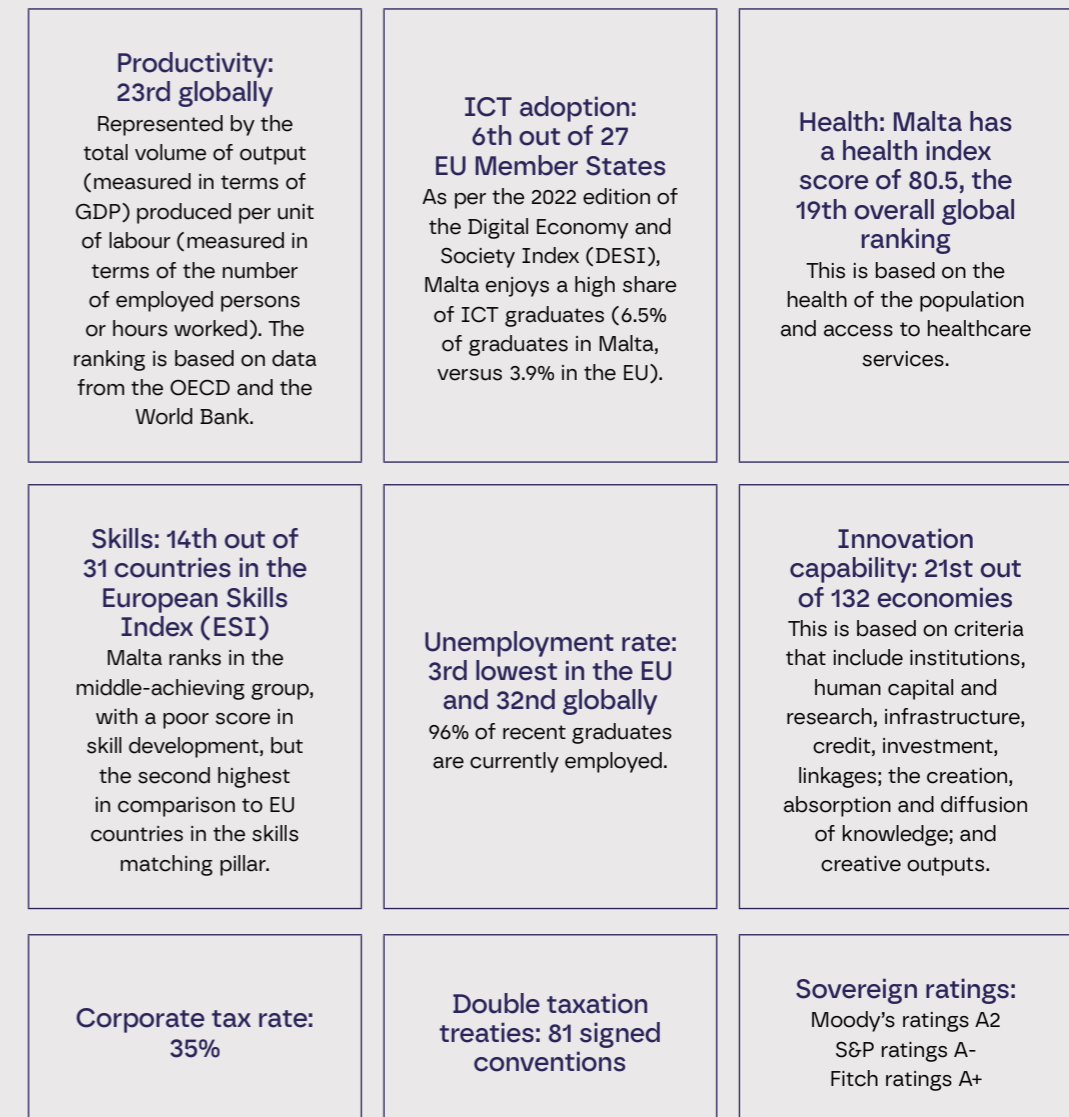 Productivity:
23rd globally
Represented by the
total volume of output
(measured in terms of
GDP) produced per unit
of labour (measured in
terms of the number
of employed persons
or hours worked). The
ranking is based on data
from the OECD and the
World Bank.
ICT adoption:
6th out of 27
EU Member States
As per the 2022 edition of
the Digital Economy and
Society Index (DESI),
Malta enjoys a high share
of ICT graduates (6.5%
of graduates in Malta,
versus 3.9% in the EU).
Health: Malta has
a health index
score of 80.5, the
19th overall global
ranking
This is based on the
health of the population
and access to healthcare
services.
Skills: 14th out of
31 countries in the
European Skills
Index (ESI)
Malta ranks in the
middle-achieving group,
with a poor score in
skill development, but
the second highest
in comparison to EU
countries in the skills
matching pillar.
Unemployment rate:
3rd lowest in the EU
and 32nd globally
96% of recent graduates
are currently employed.
Innovation
capability: 21st out
of 132 economies
This is based on criteria
that include institutions,
human capital and
research, infrastructure,
credit, investment,
linkages; the creation,
absorption and diffusion
of knowledge; and
creative outputs.
Corporate tax rate:
35%
Double taxation
treaties: 81 signed
conventions
Sovereign ratings:
Moody's ratings A2
S&P ratings A-
Fitch ratings A+